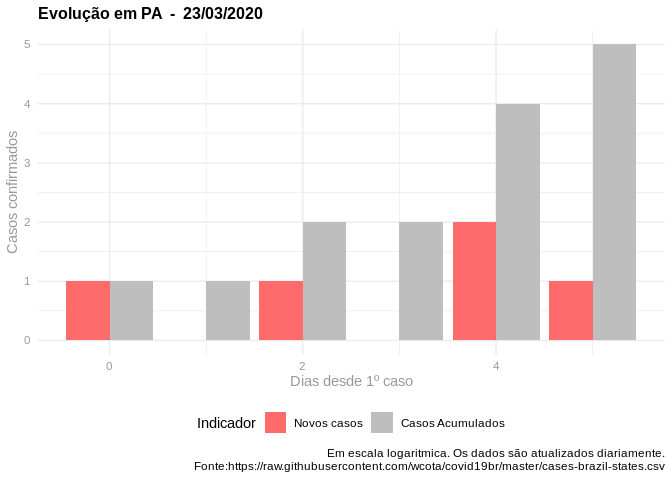 Evolução em PA - 23/03/2020
5
4
3
2
1
0
Casos confirmados
0 2 4
Dias desde 1º caso
Indicador Novos casos Casos Acumulados
Em escala logaritmica. Os dados são atualizados diariamente.
Fonte:https://raw.githubusercontent.com/wcota/covid19br/master/cases-brazil-states.csv